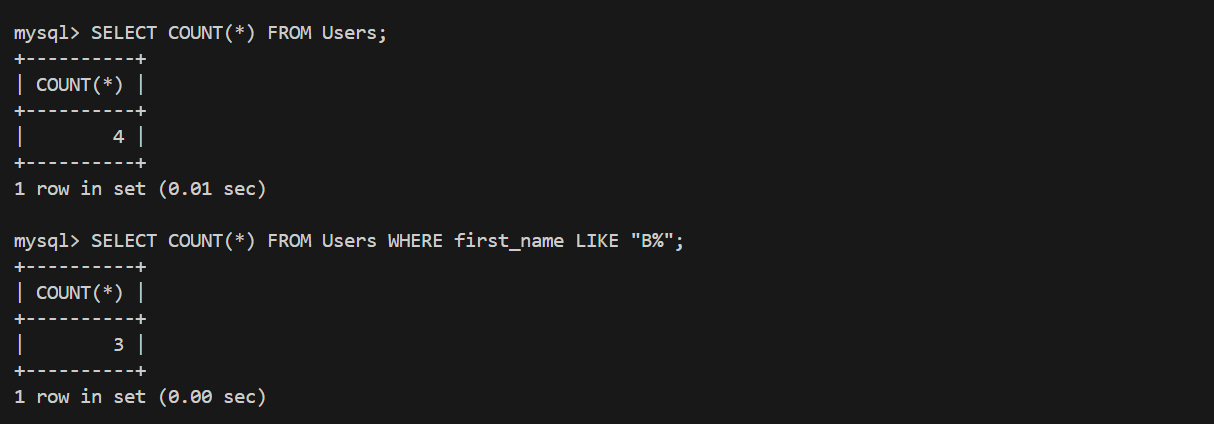 mysql> SELECT COUNT(*) FROM Users;
+----------+
| COUNT(*) |
+----------+
|        4 |
+----------+
1 row in set (0.01 sec)

mysql> SELECT COUNT(*) FROM Users WHERE first_name LIKE "B%";
+----------+
| COUNT(*) |
+----------+
|        3 |
+----------+
1 row in set (0.00 sec)